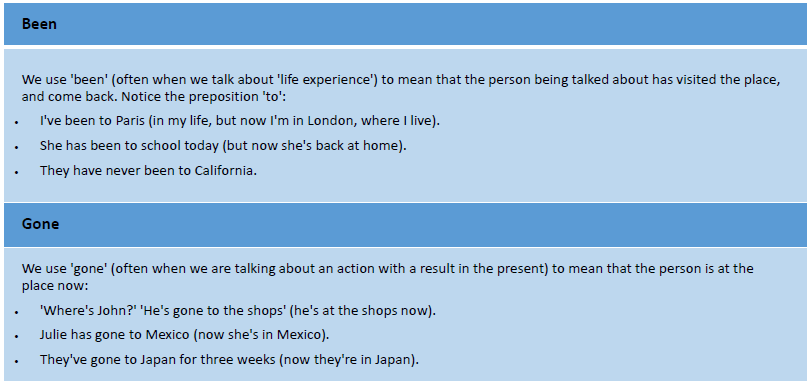 Been
We use 'been' (often when we talk about 'life experience') to mean that the person being talked about has visited the place,
and come back. Notice the preposition 'to':
• I've been to Paris (in my life, but now I'm in London, where I live).
• She has been to school today (but now she's back at home).
• They have never been to California.
Gone
We use 'gone' (often when we are talking about an action with a result in the present) to mean that the person is at the
place now:
• 'Where's John?' 'He's gone to the shops' (he's at the shops now).
• Julie has gone to Mexico (now she's in Mexico).
• They've gone to Japan for three weeks (now they're in Japan).